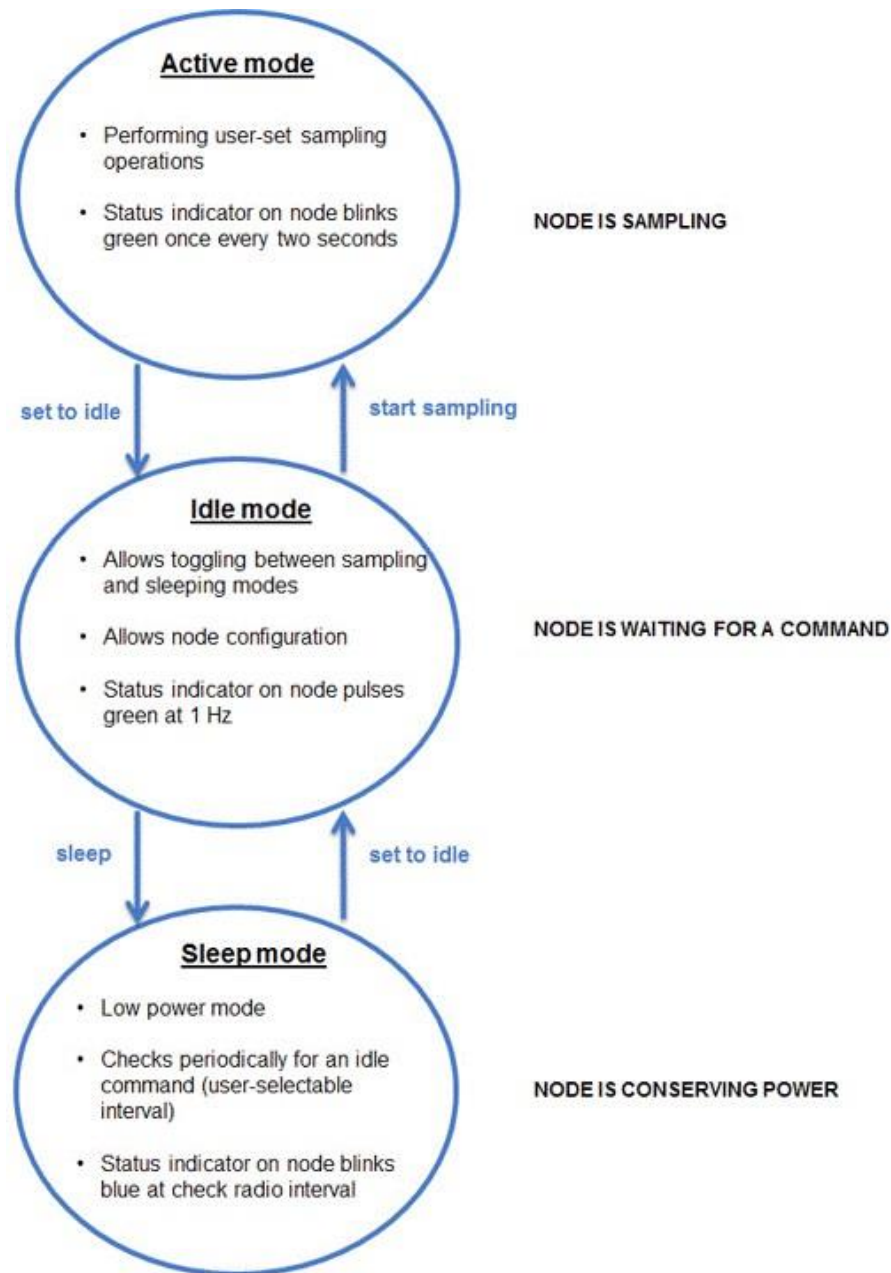 Active mode
• Performing user-set sampling
operations
• Status indicator on node blinks
green once every two seconds
NODE IS SAMPLING
set to idle
start sampling
Idle mode
• Allows toggling between sampling
and sleeping modes
• Allows node configuration
• Status indicator on node pulses
green at 1 Hz
NODE IS WAITING FOR A COMMAND
sleep
set to idle
Sleep mode
• Low power mode
• Checks periodically for an idle
command (user-selectable
interval)
• Status indicator on node blinks
blue at check radio interval
NODE IS CONSERVING POWER